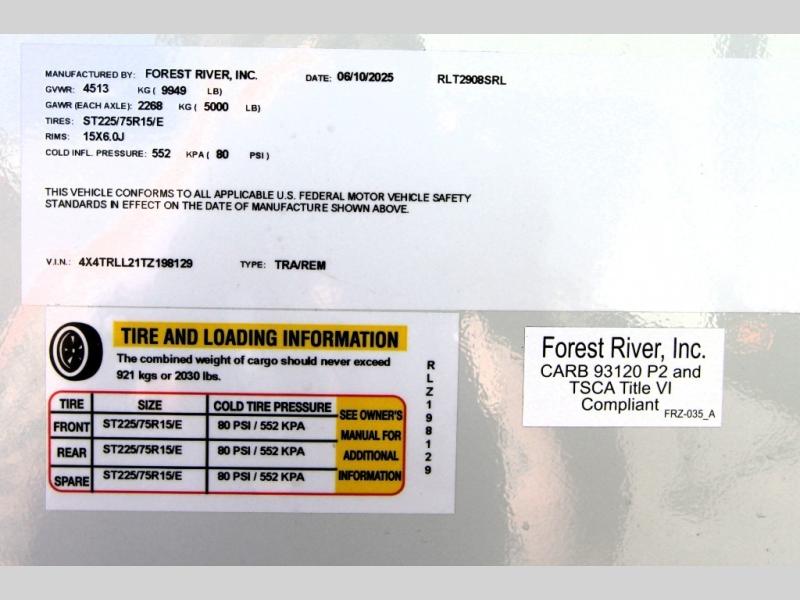 MANUFACTURED BY: FOREST RIVER, INC. DATE: 06/10/2025 RLT2908SRL
GVWR: 4513 KG ( 9949 LB)
GAWR (EACH AXLE): 2268 KG ( 5000 LB)
TIRES: ST225/75R15/E
RIMS: 15X6.0J
COLD INFL. PRESSURE: 552 KPA ( 80 PSI )
THIS VEHICLE CONFORMS TO ALL APPLICABLE U.S. FEDERAL MOTOR VEHICLE SAFETY
STANDARDS IN EFFECT ON THE DATE OF MANUFACTURE SHOWN ABOVE.
V.I.N.: 4X4TRLL21TZ198129 TYPE: TRA/REM
TIRE AND LOADING INFORMATION
The combined weight of cargo should never exceed
921 kgs or 2030 lbs.
TIRE SIZE COLD TIRE PRESSURE
FRONT ST225/75R15/E 80 PSI / 552 KPA
REAR ST225/75R15/E 80 PSI / 552 KPA
SPARE ST225/75R15/E 80 PSI / 552 KPA
SEE OWNER'S
MANUAL FOR
ADDITIONAL
INFORMATION
RLZ198129
Forest River, Inc.
CARB 93120 P2 and
TSCA Title VI
Compliant
FRZ-035_A